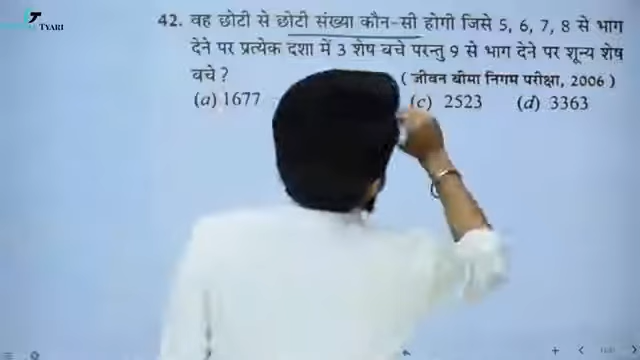 TYARI
42. वह छोटी से छोटी संख्या कौन-सी होगी जिसे 5, 6, 7, 8 से भाग
देने पर प्रत्येक दशा में 3 शेष बचे परन्तु 9 से भाग देने पर शून्य शेष
बचे ? ( जीवन बीमा निगम परीक्षा, 2006 )
(a) 1677 (c) 2523 (d) 3363